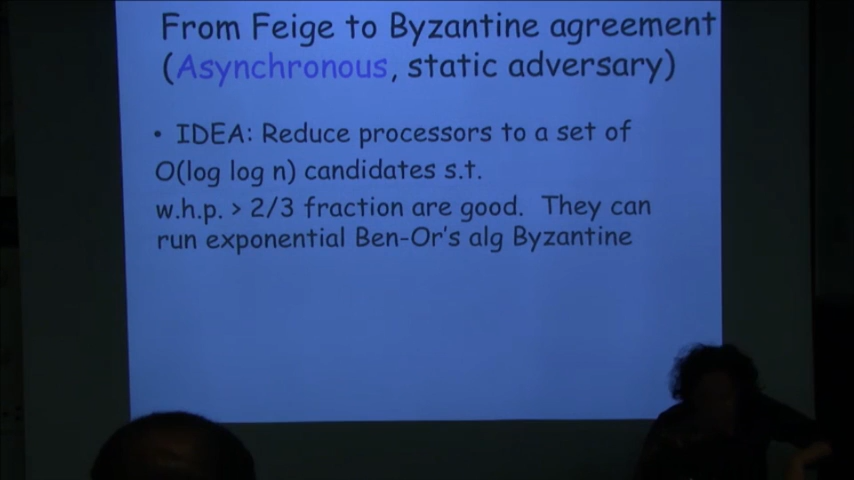 From Feige to Byzantine agreement
(Asynchronous, static adversary)
• IDEA: Reduce processors to a set of
O(log log n) candidates s.t.
w.h.p. > 2/3 fraction are good. They can
run exponential Ben-Or's alg Byzantine